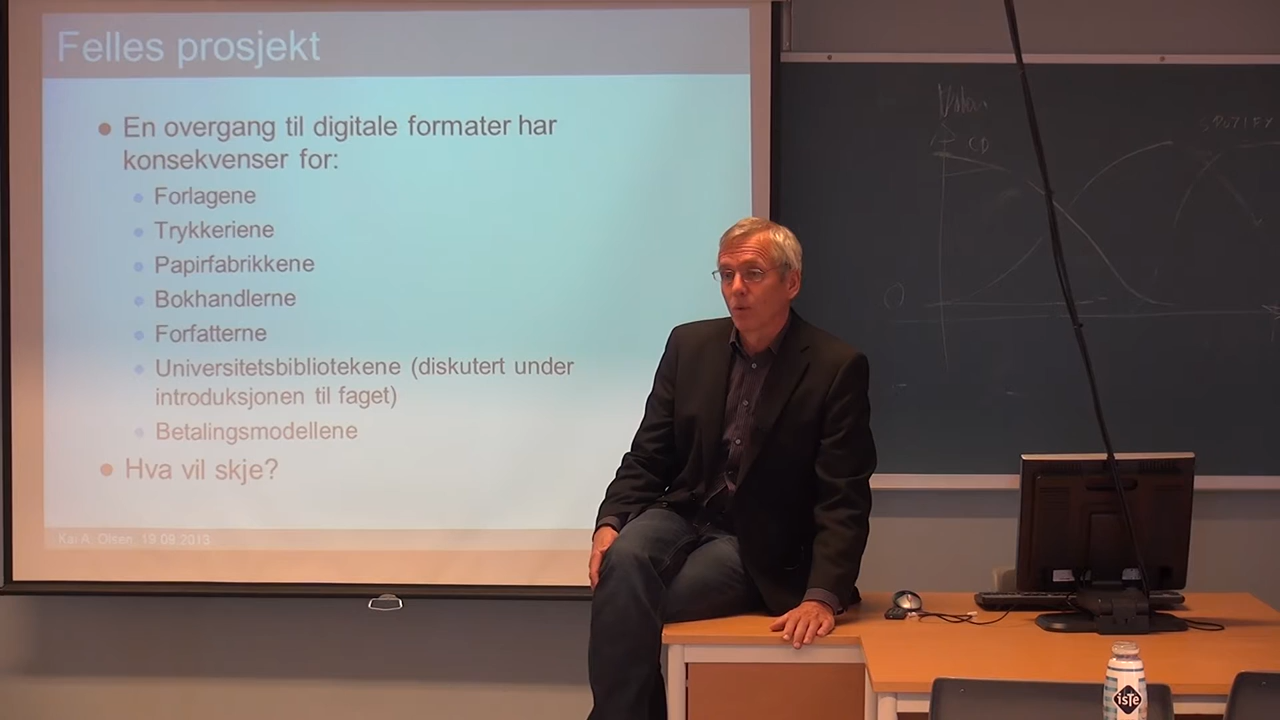 Felles prosjekt
En overgang til digitale formater har
konsekvenser for:
Forlagene
Trykkeriene
Papirfabrikkene
Bokhandlerne
Forfatterne
Universitetsbibliotekene (diskutert under
introduksjonen til faget)
Betalingsmodellene
Hva vil skje?
Kai A. Olsen, 19.09.2013
CD
SPOTIFY
isTe